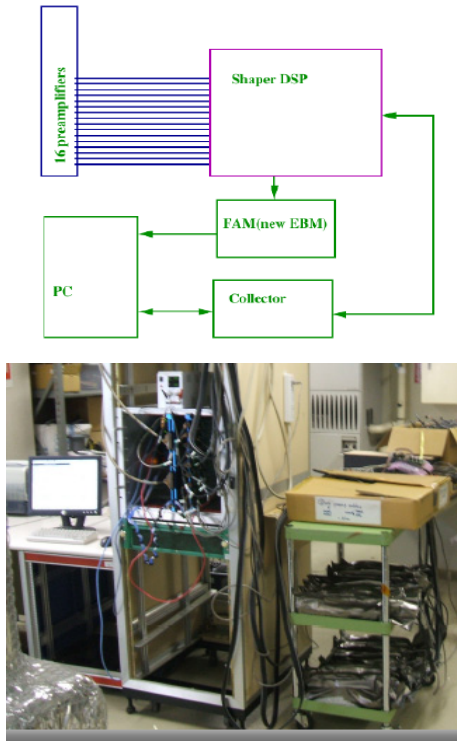 16 preamplifiers
Shaper DSP
FAM(new EBM)
PC
Collector